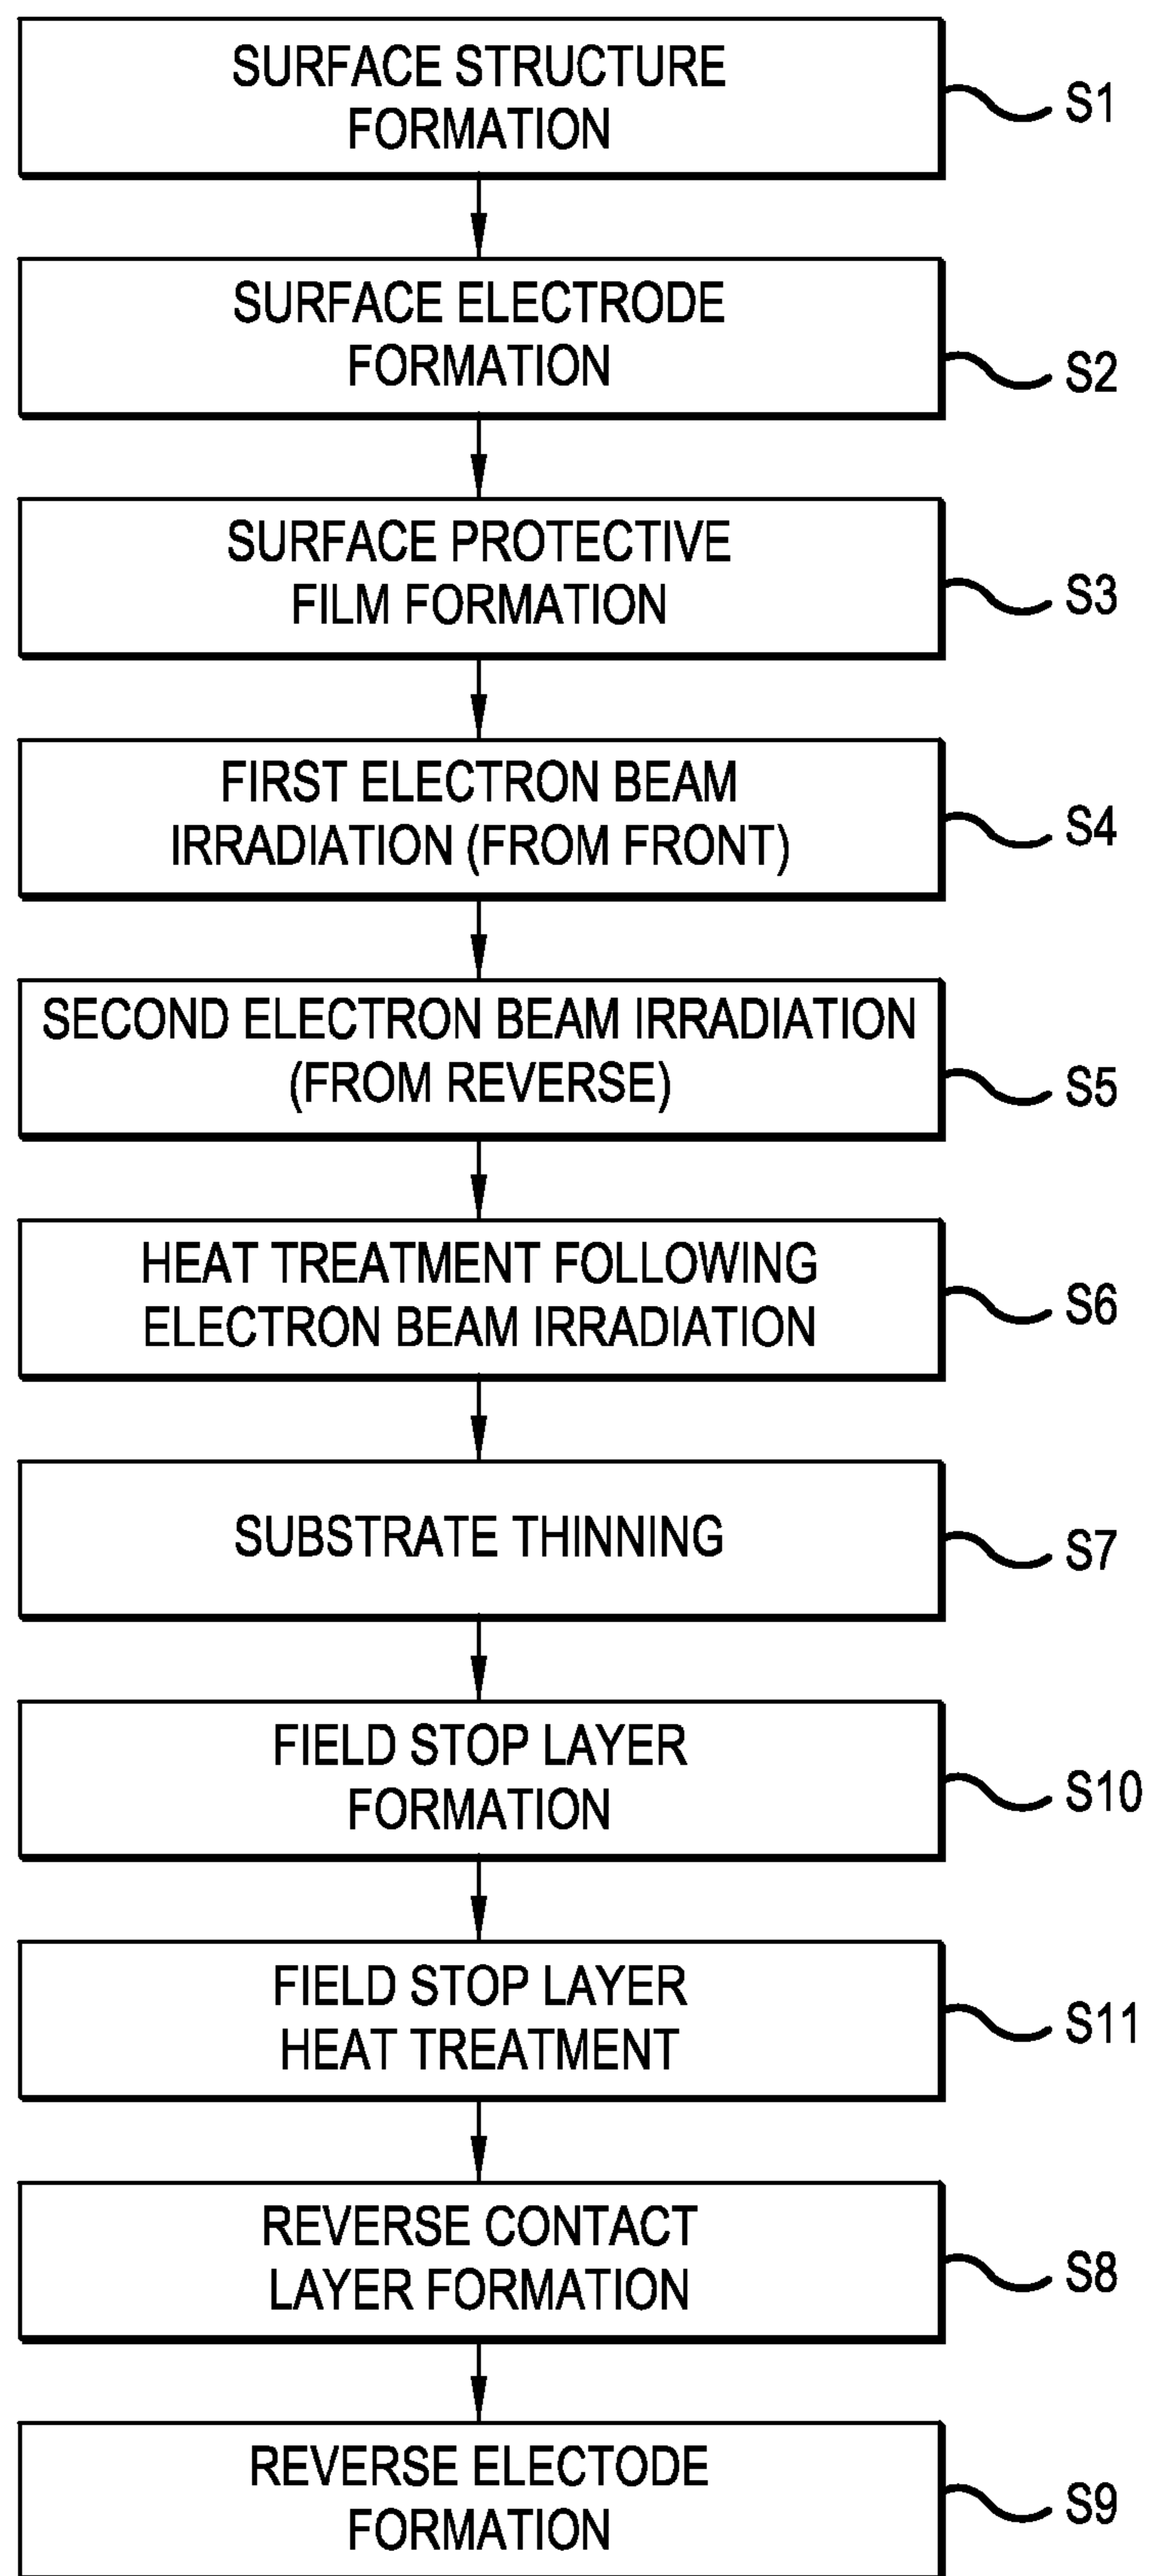 SURFACE STRUCTURE
FORMATION
S1
SURFACE ELECTRODE
FORMATION
S2
SURFACE PROTECTIVE
FILM FORMATION
S3
FIRST ELECTRON BEAM
IRRADIATION (FROM FRONT)
S4
SECOND ELECTRON BEAM IRRADIATION
(FROM REVERSE)
S5
HEAT TREATMENT FOLLOWING
ELECTRON BEAM IRRADIATION
S6
SUBSTRATE THINNING
S7
FIELD STOP LAYER
FORMATION
S10
FIELD STOP LAYER
HEAT TREATMENT
S11
REVERSE CONTACT
LAYER FORMATION
S8
REVERSE ELECTODE
FORMATION
S9